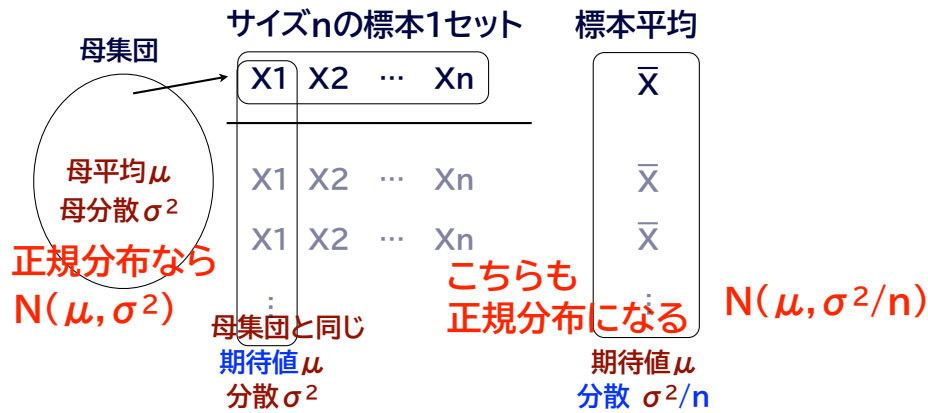 サイズnの標本1セット
標本平均
母集団
X1 X2 … Xn
X̅
母平均μ
母分散σ²
X1 X2 … Xn
X̅
X1 X2 … Xn
X̅
正規分布なら
N(μ,σ²)
こちらも
正規分布になる
N(μ,σ²/n)
⋮
⋮
母集団と同じ
期待値μ
分散σ²
期待値μ
分散 σ²/n